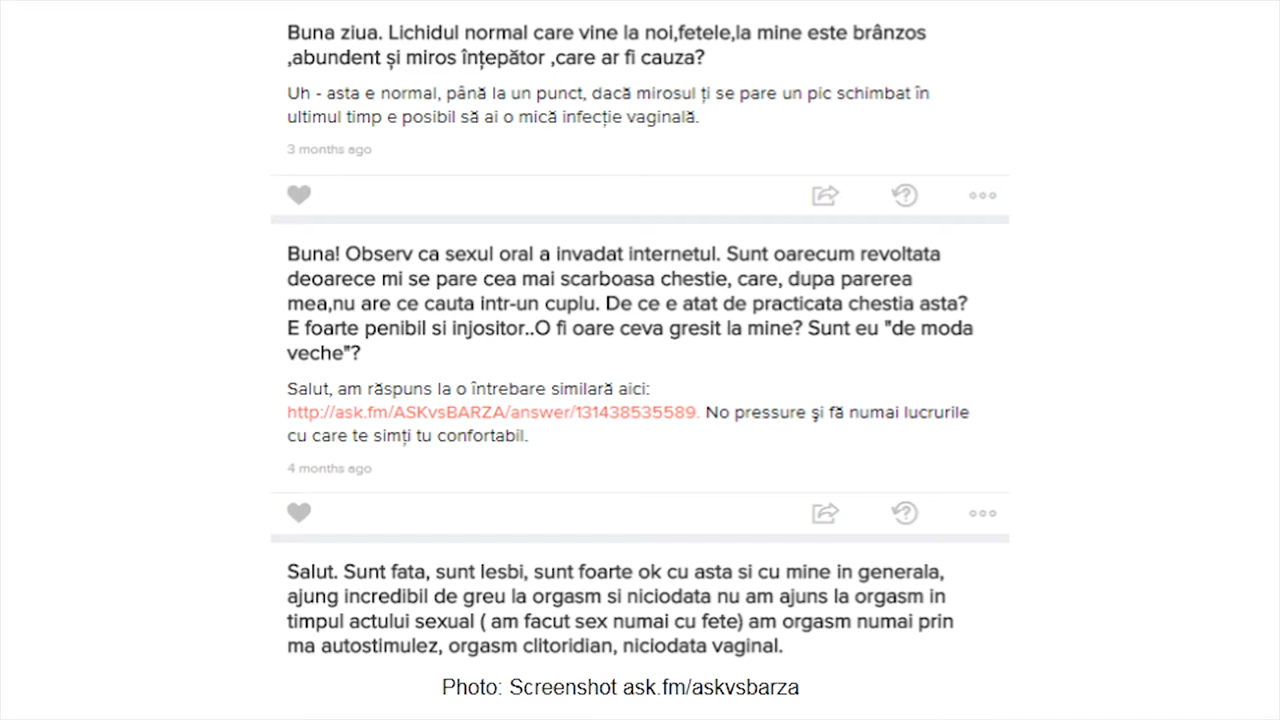 Buna ziua. Lichidul normal care vine la noi,fetele,la mine este brânzos
,abundent și miros înțepător ,care ar fi cauza?
Uh - asta e normal, până la un punct, dacă mirosul ți se pare un pic schimbat în
ultimul timp e posibil să ai o mică infecție vaginală.
3 months ago
Buna! Observ ca sexul oral a invadat internetul. Sunt oarecum revoltata
deoarece mi se pare cea mai scarboasa chestie, care, dupa parerea
mea,nu are ce cauta intr-un cuplu. De ce e atat de practicata chestia asta?
E foarte penibil si injositor..O fi oare ceva gresit la mine? Sunt eu "de moda
veche"?
Salut, am răspuns la o întrebare similară aici:
http://ask.fm/ASKvsBARZA/answer/131438535589. No pressure şi fă numai lucrurile
cu care te simți tu confortabil.
4 months ago
Salut. Sunt fata, sunt lesbi, sunt foarte ok cu asta si cu mine in generala,
ajung incredibil de greu la orgasm si niciodata nu am ajuns la orgasm in
timpul actului sexual ( am facut sex numai cu fete) am orgasm numai prin
ma autostimulez, orgasm clitoridian, niciodata vaginal.
Photo: Screenshot ask.fm/askvsbarza